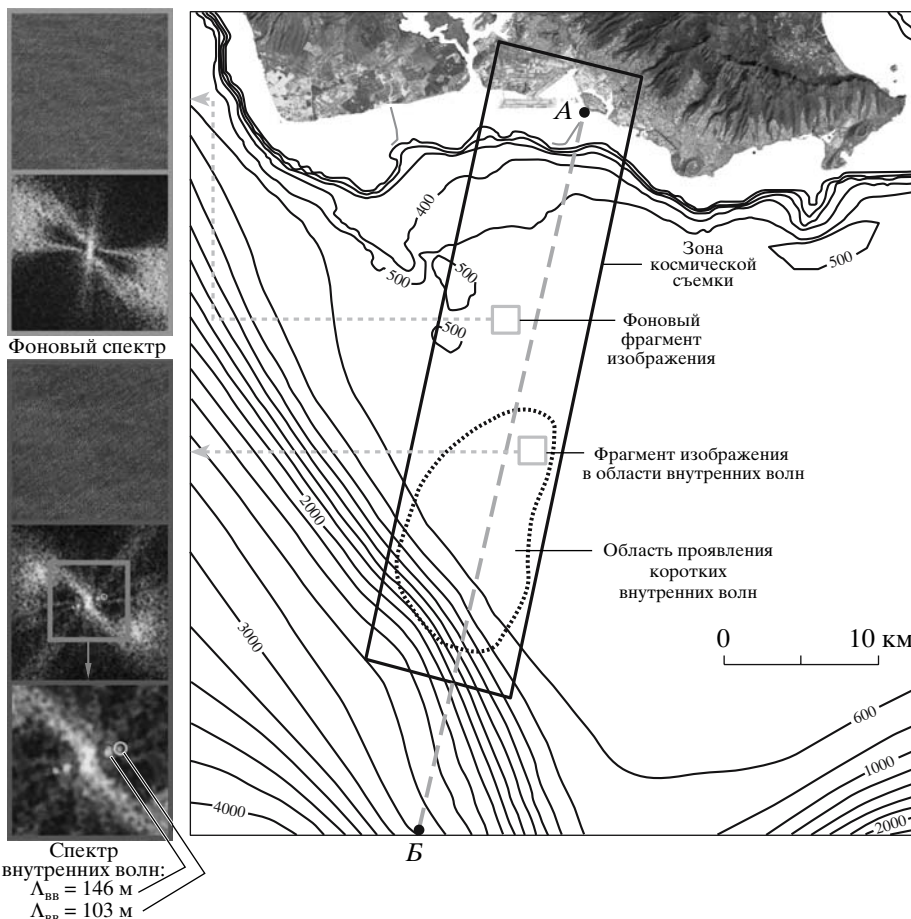 Фоновый спектр
Спектр
внутренних волн:
Λвв = 146 м
Λвв = 103 м
А
400
500
500
500
500
Зона
космической
съемки
Фоновый
фрагмент
изображения
Фрагмент изображения
в области внутренних волн
2000
Область проявления
коротких
внутренних волн
3000
0 10 км
600
1000
4000
2000
Б